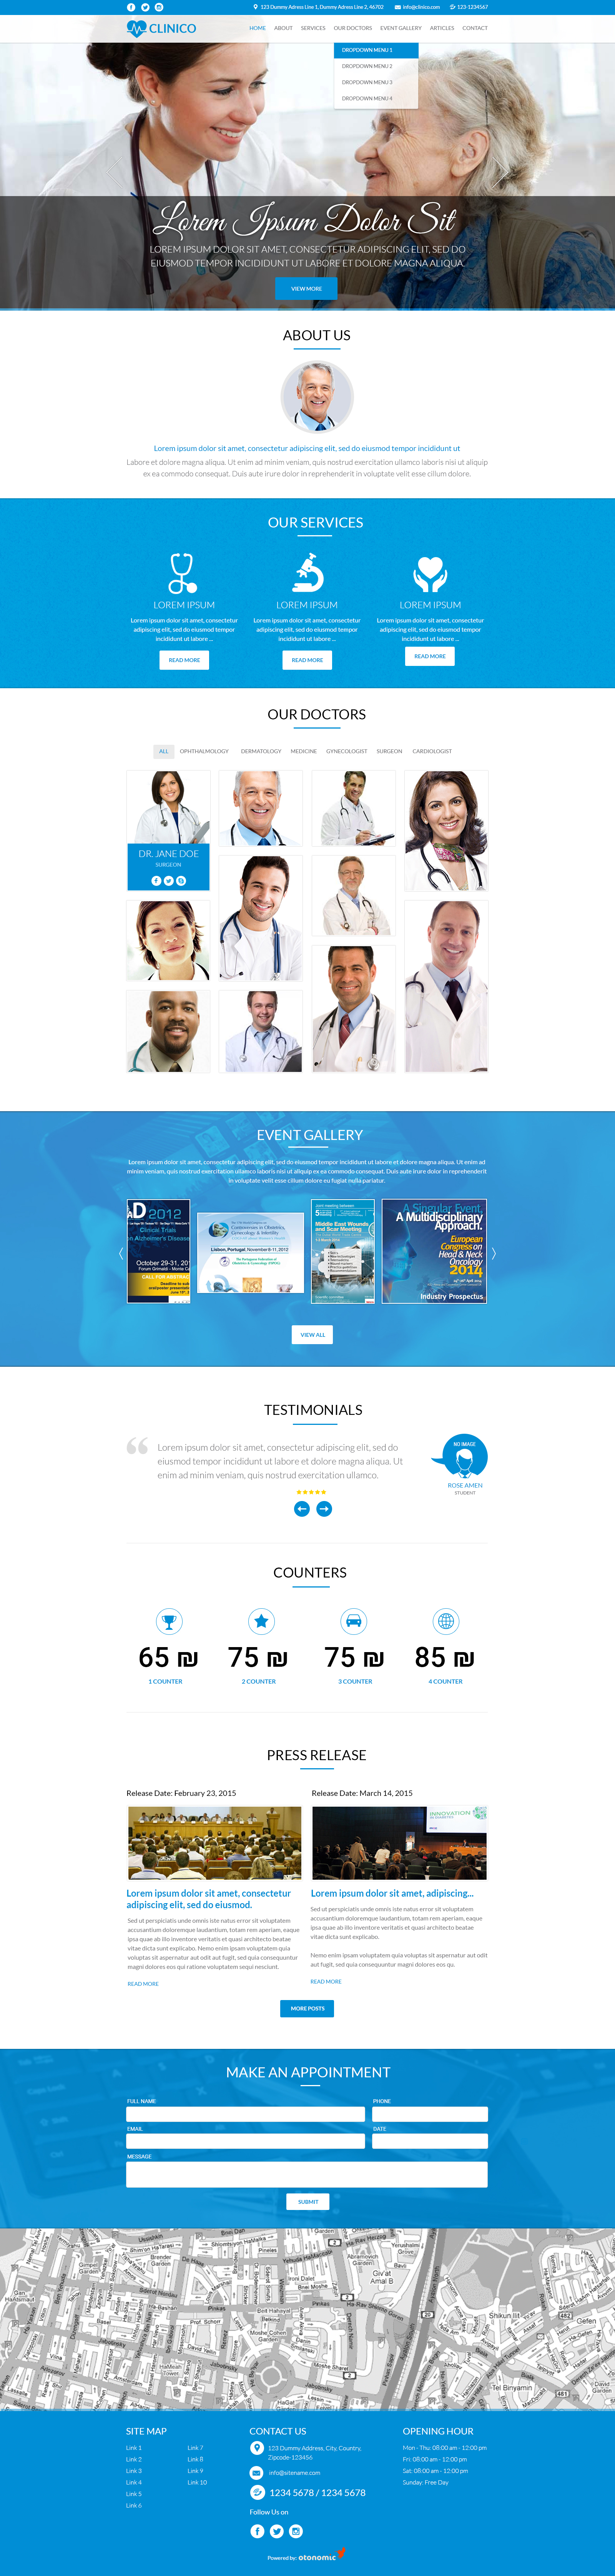 123 Dummy Adress Line 1, Dummy Adress Line 2, 46702
info@clinico.com
123-1234567
CLINICO
HOME ABOUT SERVICES OUR DOCTORS EVENT GALLERY ARTICLES CONTACT
DROPDOWN MENU 1
DROPDOWN MENU 2
DROPDOWN MENU 3
DROPDOWN MENU 4
Lorem Ipsum Dolor Sit
LOREM IPSUM DOLOR SIT AMET, CONSECTETUR ADIPISCING ELIT, SED DO
EIUSMOD TEMPOR INCIDIDUNT UT LABORE ET DOLORE MAGNA ALIQUA.
VIEW MORE
ABOUT US
Lorem ipsum dolor sit amet, consectetur adipiscing elit, sed do eiusmod tempor incididunt ut
Labore et dolore magna aliqua. Ut enim ad minim veniam, quis nostrud exercitation ullamco laboris nisi ut aliquip
ex ea commodo consequat. Duis aute irure dolor in reprehenderit in voluptate velit esse cillum dolore.
OUR SERVICES
LOREM IPSUM
Lorem ipsum dolor sit amet, consectetur
adipiscing elit, sed do eiusmod tempor
incididunt ut labore ...
READ MORE
LOREM IPSUM
Lorem ipsum dolor sit amet, consectetur
adipiscing elit, sed do eiusmod tempor
incididunt ut labore ...
READ MORE
LOREM IPSUM
Lorem ipsum dolor sit amet, consectetur
adipiscing elit, sed do eiusmod tempor
incididunt ut labore ...
READ MORE
OUR DOCTORS
ALL OPHTHALMOLOGY DERMATOLOGY MEDICINE GYNECOLOGIST SURGEON CARDIOLOGIST
DR. JANE DOE
SURGEON
EVENT GALLERY
Lorem ipsum dolor sit amet, consectetur adipiscing elit, sed do eiusmod tempor incididunt ut labore et dolore magna aliqua. Ut enim ad
minim veniam, quis nostrud exercitation ullamco laboris nisi ut aliquip ex ea commodo consequat. Duis aute irure dolor in reprehenderit
in voluptate velit esse cillum dolore eu fugiat nulla pariatur.
AD 2012
Clinical Trials
in Alzheimer's Disease
October 29-31,
Forum Grimaldi - Monte
CALL FOR ABSTRACT
Lisbon, Portugal, November 8-11, 2012
Middle East Wounds
and Scar Meeting
A Singular Event,
A Multidisciplinary
Approach.
European
Congress on
Head & Neck
Oncology
2014
Industry Prospectus
VIEW ALL
TESTIMONIALS
Lorem ipsum dolor sit amet, consectetur adipiscing elit, sed do
eiusmod tempor incididunt ut labore et dolore magna aliqua. Ut
enim ad minim veniam, quis nostrud exercitation ullamco.
NO IMAGE
ROSE AMEN
STUDENT
COUNTERS
65 ₪
1 COUNTER
75 ₪
2 COUNTER
75 ₪
3 COUNTER
85 ₪
4 COUNTER
PRESS RELEASE
Release Date: February 23, 2015
Lorem ipsum dolor sit amet, consectetur
adipiscing elit, sed do eiusmod.
Sed ut perspiciatis unde omnis iste natus error sit voluptatem
accusantium doloremque laudantium, totam rem aperiam, eaque
ipsa quae ab illo inventore veritatis et quasi architecto beatae
vitae dicta sunt explicabo. Nemo enim ipsam voluptatem quia
voluptas sit aspernatur aut odit aut fugit, sed quia consequuntur
magni dolores eos qui ratione voluptatem sequi nesciunt.
READ MORE
Release Date: March 14, 2015
INNOVATION
Lorem ipsum dolor sit amet, adipiscing...
Sed ut perspiciatis unde omnis iste natus error sit voluptatem
accusantium doloremque laudantium, totam rem aperiam, eaque
ipsa quae ab illo inventore veritatis et quasi architecto beatae
vitae dicta sunt explicabo.
Nemo enim ipsam voluptatem quia voluptas sit aspernatur aut odit
aut fugit, sed quia consequuntur magni dolores eos qu.
READ MORE
MORE POSTS
MAKE AN APPOINTMENT
FULL NAME
PHONE
EMAIL
DATE
MESSAGE
SUBMIT
Brender
Garden
Giv'at
Amal B
Shikun Ilit
Gefen
Tel Binyamin
Jabotinsky
Pinkas
SITE MAP
Link 1
Link 2
Link 3
Link 4
Link 5
Link 6
Link 7
Link 8
Link 9
Link 10
CONTACT US
123 Dummy Address, City, Country,
Zipcode-123456
info@sitename.com
1234 5678 / 1234 5678
Follow Us on
OPENING HOUR
Mon - Thu: 08:00 am - 12:00 pm
Fri: 08:00 am - 12:00 pm
Sat: 08:00 am - 12:00 pm
Sunday: Free Day
Powered by: otonomic